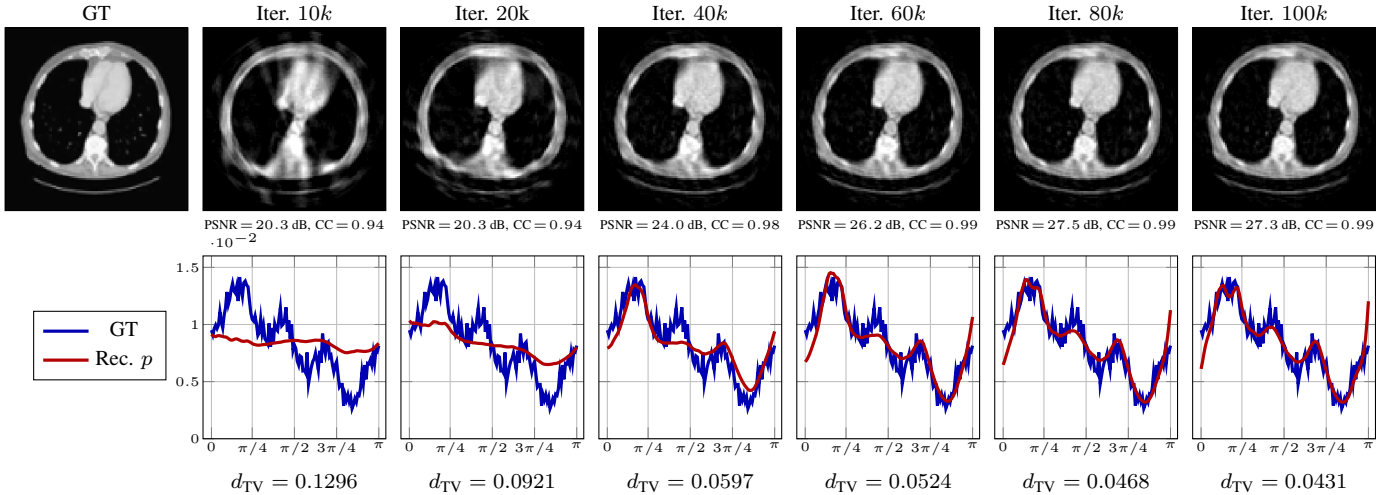 GT Iter. 10k Iter. 20k Iter. 40k Iter. 60k Iter. 80k Iter. 100k
PSNR = 20.3 dB, CC = 0.94 PSNR = 20.3 dB, CC = 0.94 PSNR = 24.0 dB, CC = 0.98 PSNR = 26.2 dB, CC = 0.99 PSNR = 27.5 dB, CC = 0.99 PSNR = 27.3 dB, CC = 0.99
·10⁻²
1.5
1
0.5
0
GT
Rec. p
0 π/4 π/2 3π/4 π 0 π/4 π/2 3π/4 π 0 π/4 π/2 3π/4 π 0 π/4 π/2 3π/4 π 0 π/4 π/2 3π/4 π 0 π/4 π/2 3π/4 π
d_TV = 0.1296 d_TV = 0.0921 d_TV = 0.0597 d_TV = 0.0524 d_TV = 0.0468 d_TV = 0.0431